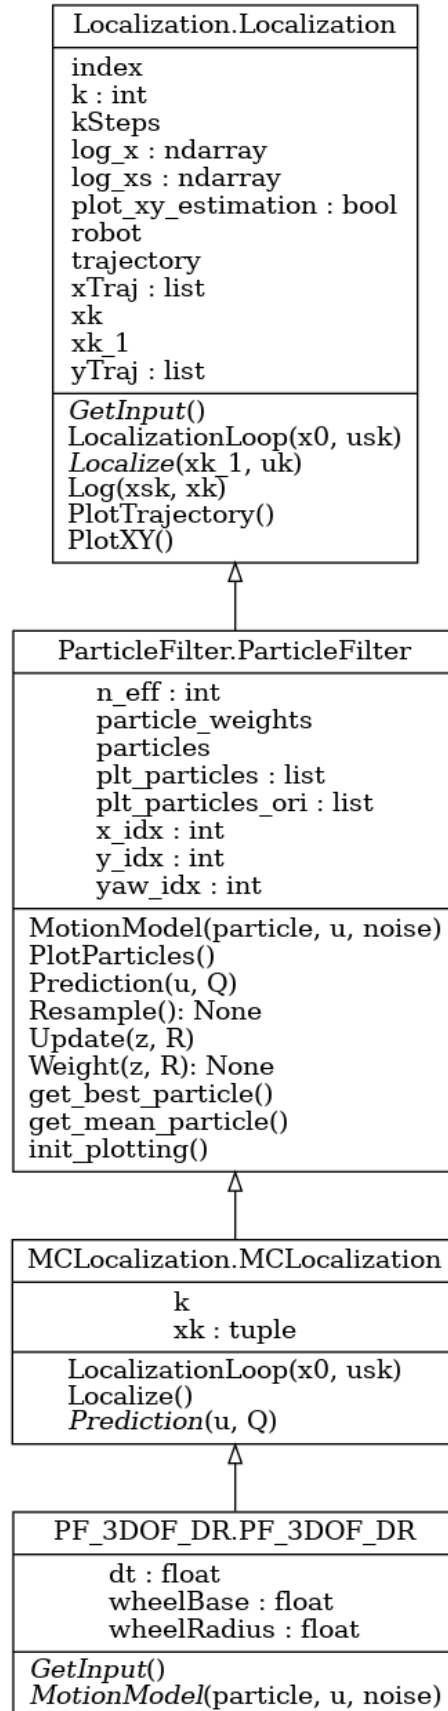 Localization.Localization
index
k : int
kSteps
log_x : ndarray
log_xs : ndarray
plot_xy_estimation : bool
robot
trajectory
xTraj : list
xk
xk_1
yTraj : list
GetInput()
LocalizationLoop(x0, usk)
Localize(xk_1, uk)
Log(xsk, xk)
PlotTrajectory()
PlotXY()
ParticleFilter.ParticleFilter
n_eff : int
particle_weights
particles
plt_particles : list
plt_particles_ori : list
x_idx : int
y_idx : int
yaw_idx : int
MotionModel(particle, u, noise)
PlotParticles()
Prediction(u, Q)
Resample(): None
Update(z, R)
Weight(z, R): None
get_best_particle()
get_mean_particle()
init_plotting()
MCLocalization.MCLocalization
k
xk : tuple
LocalizationLoop(x0, usk)
Localize()
Prediction(u, Q)
PF_3DOF_DR.PF_3DOF_DR
dt : float
wheelBase : float
wheelRadius : float
GetInput()
MotionModel(particle, u, noise)